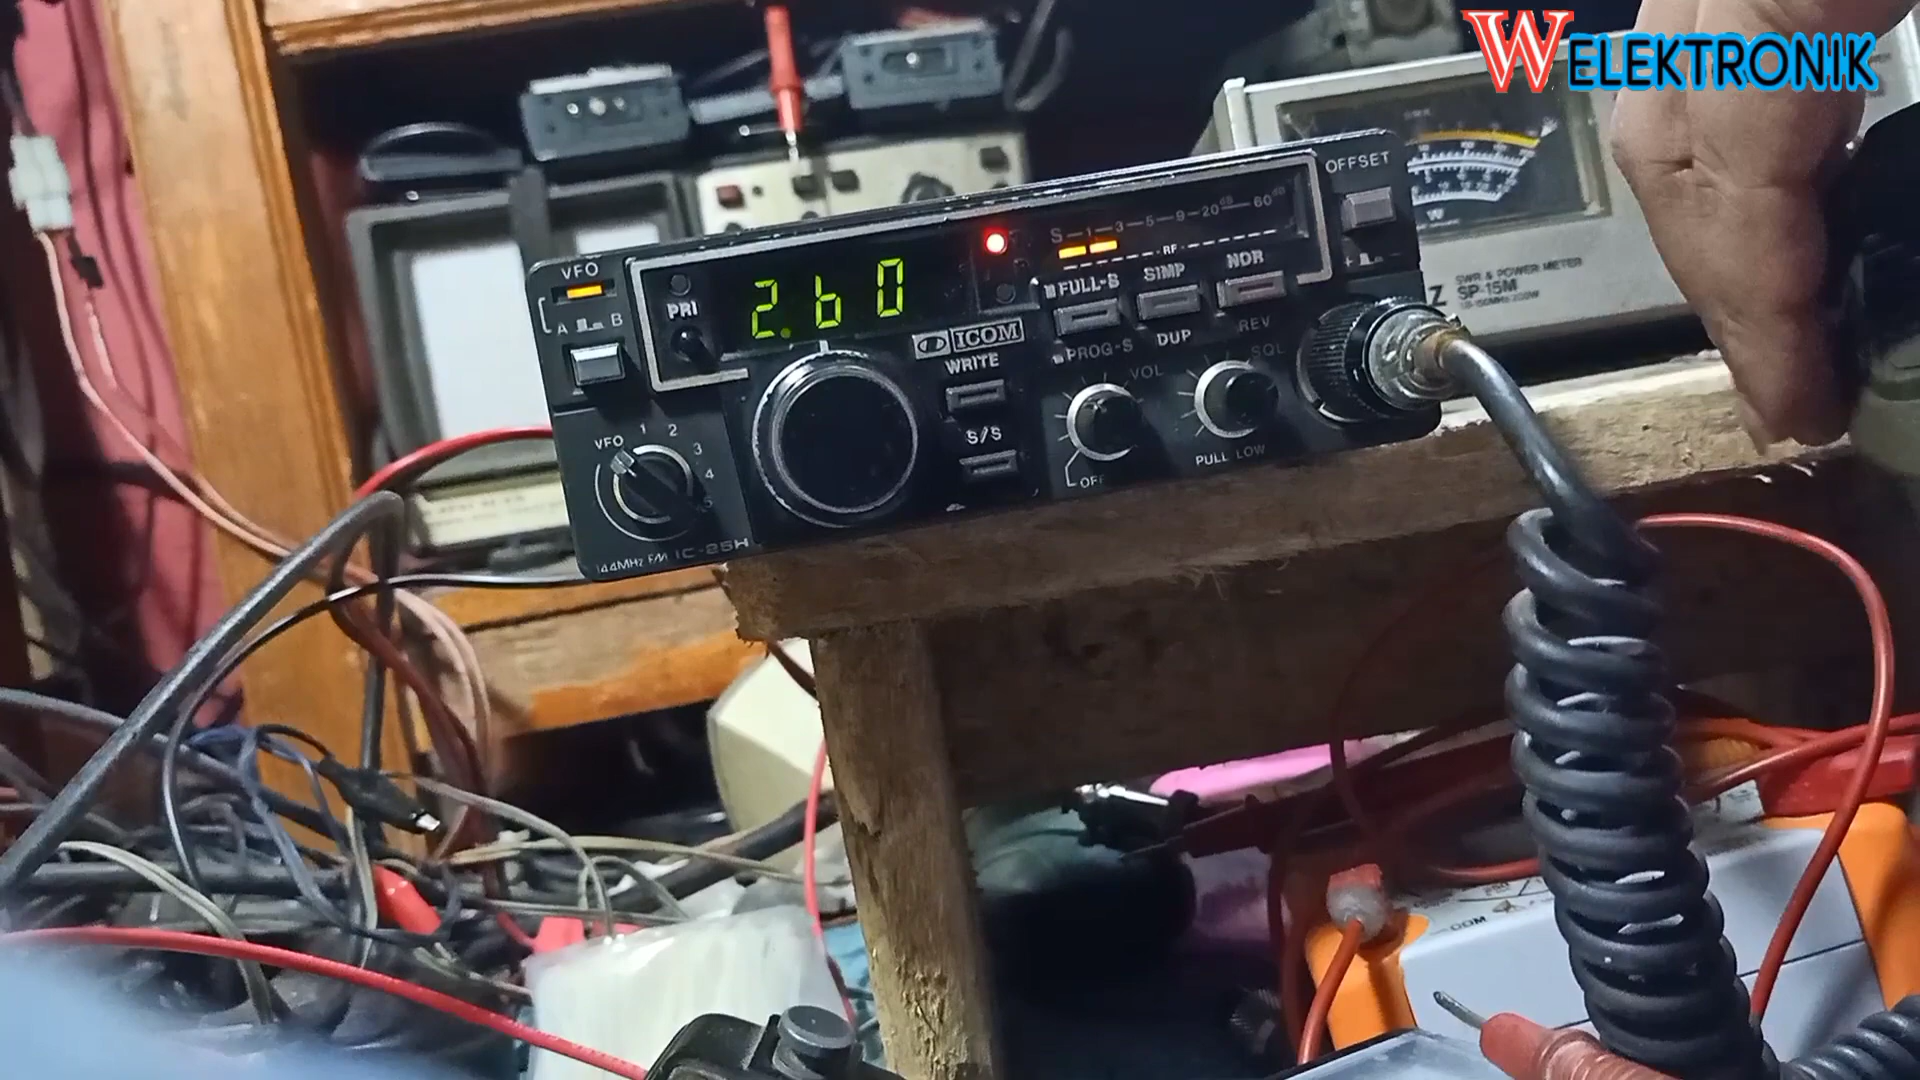 WELEKTRONIK
OFFSET
VFO
A B
PRI
2.60
S-1-3-5-9-20dB-60dB
RF
FULL-S SIMP NOR
PROG-S DUP REV
ICOM
WRITE
S/S
VOL SQL
OFF
PULL LOW
VFO 1 2 3 4 5
144MHz FM IC-25H
SWR & POWER METER
SP-15M
W